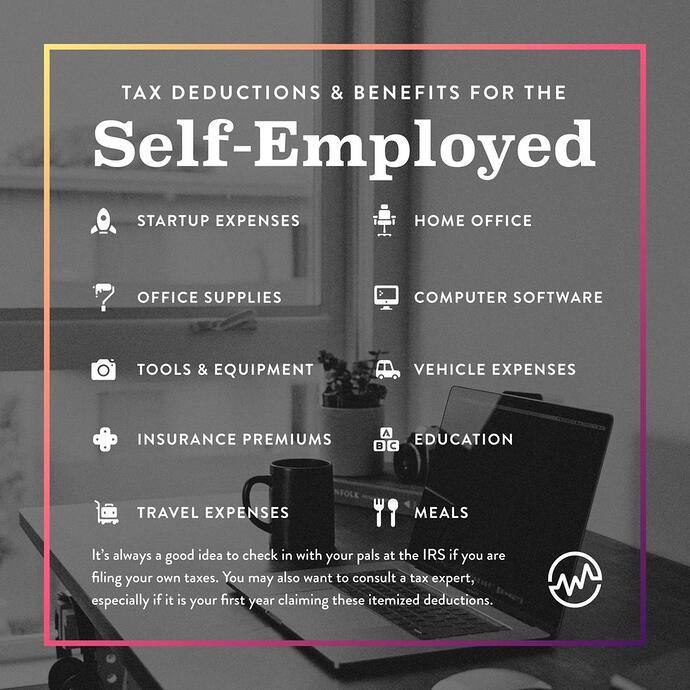 TAX DEDUCTIONS & BENEFITS FOR THE
Self-Employed
STARTUP EXPENSES
HOME OFFICE
OFFICE SUPPLIES
COMPUTER SOFTWARE
TOOLS & EQUIPMENT
VEHICLE EXPENSES
INSURANCE PREMIUMS
A
B C
EDUCATION
TRAVEL EXPENSES
MEALS
NFOLK
It's always a good idea to check in with your pals at the IRS if you are
filing your own taxes. You may also want to consult a tax expert,
especially if it is your first year claiming these itemized deductions.